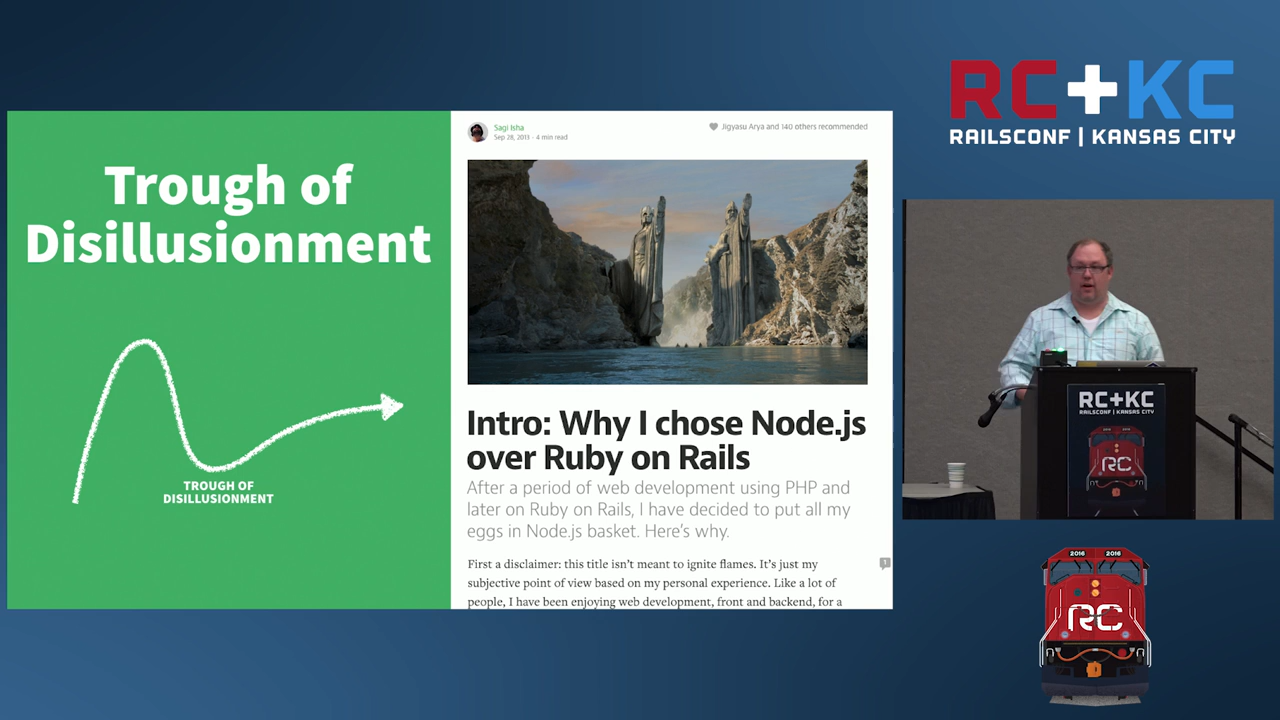 Trough of
Disillusionment
TROUGH OF
DISILLUSIONMENT
Sagi Isha
Sep 28, 2013 · 4 min read
Jigyasu Arya and 140 others recommended
Intro: Why I chose Node.js
over Ruby on Rails
After a period of web development using PHP and
later on Ruby on Rails, I have decided to put all my
eggs in Node.js basket. Here's why.
First a disclaimer: this title isn't meant to ignite flames. It's just my
subjective point of view based on my personal experience. Like a lot of
people, I have been enjoying web development, front and backend, for a
1
RC+KC
RAILSCONF | KANSAS CITY
RC+KC
RAILSCONF | KANSAS CITY
RC
2016 2016
RC